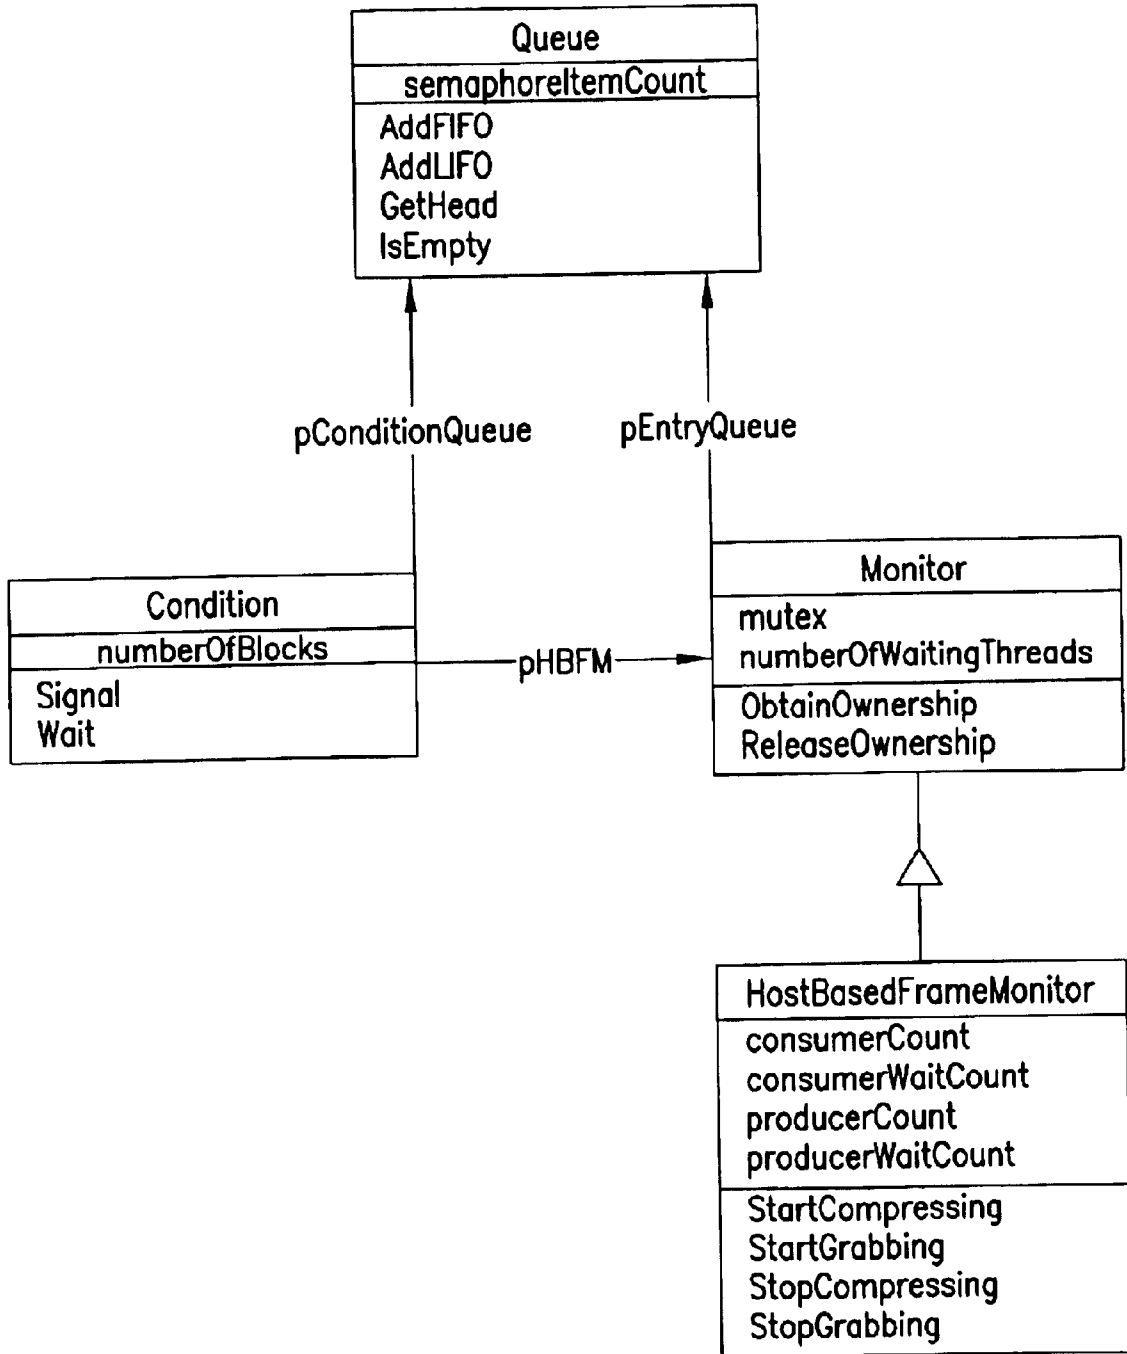 Queue
semaphoreItemCount
AddFIFO
AddLIFO
GetHead
IsEmpty
pConditionQueue
pEntryQueue
Condition
numberOfBlocks
Signal
Wait
pHBFM
Monitor
mutex
numberOfWaitingThreads
ObtainOwnership
ReleaseOwnership
HostBasedFrameMonitor
consumerCount
consumerWaitCount
producerCount
producerWaitCount
StartCompressing
StartGrabbing
StopCompressing
StopGrabbing